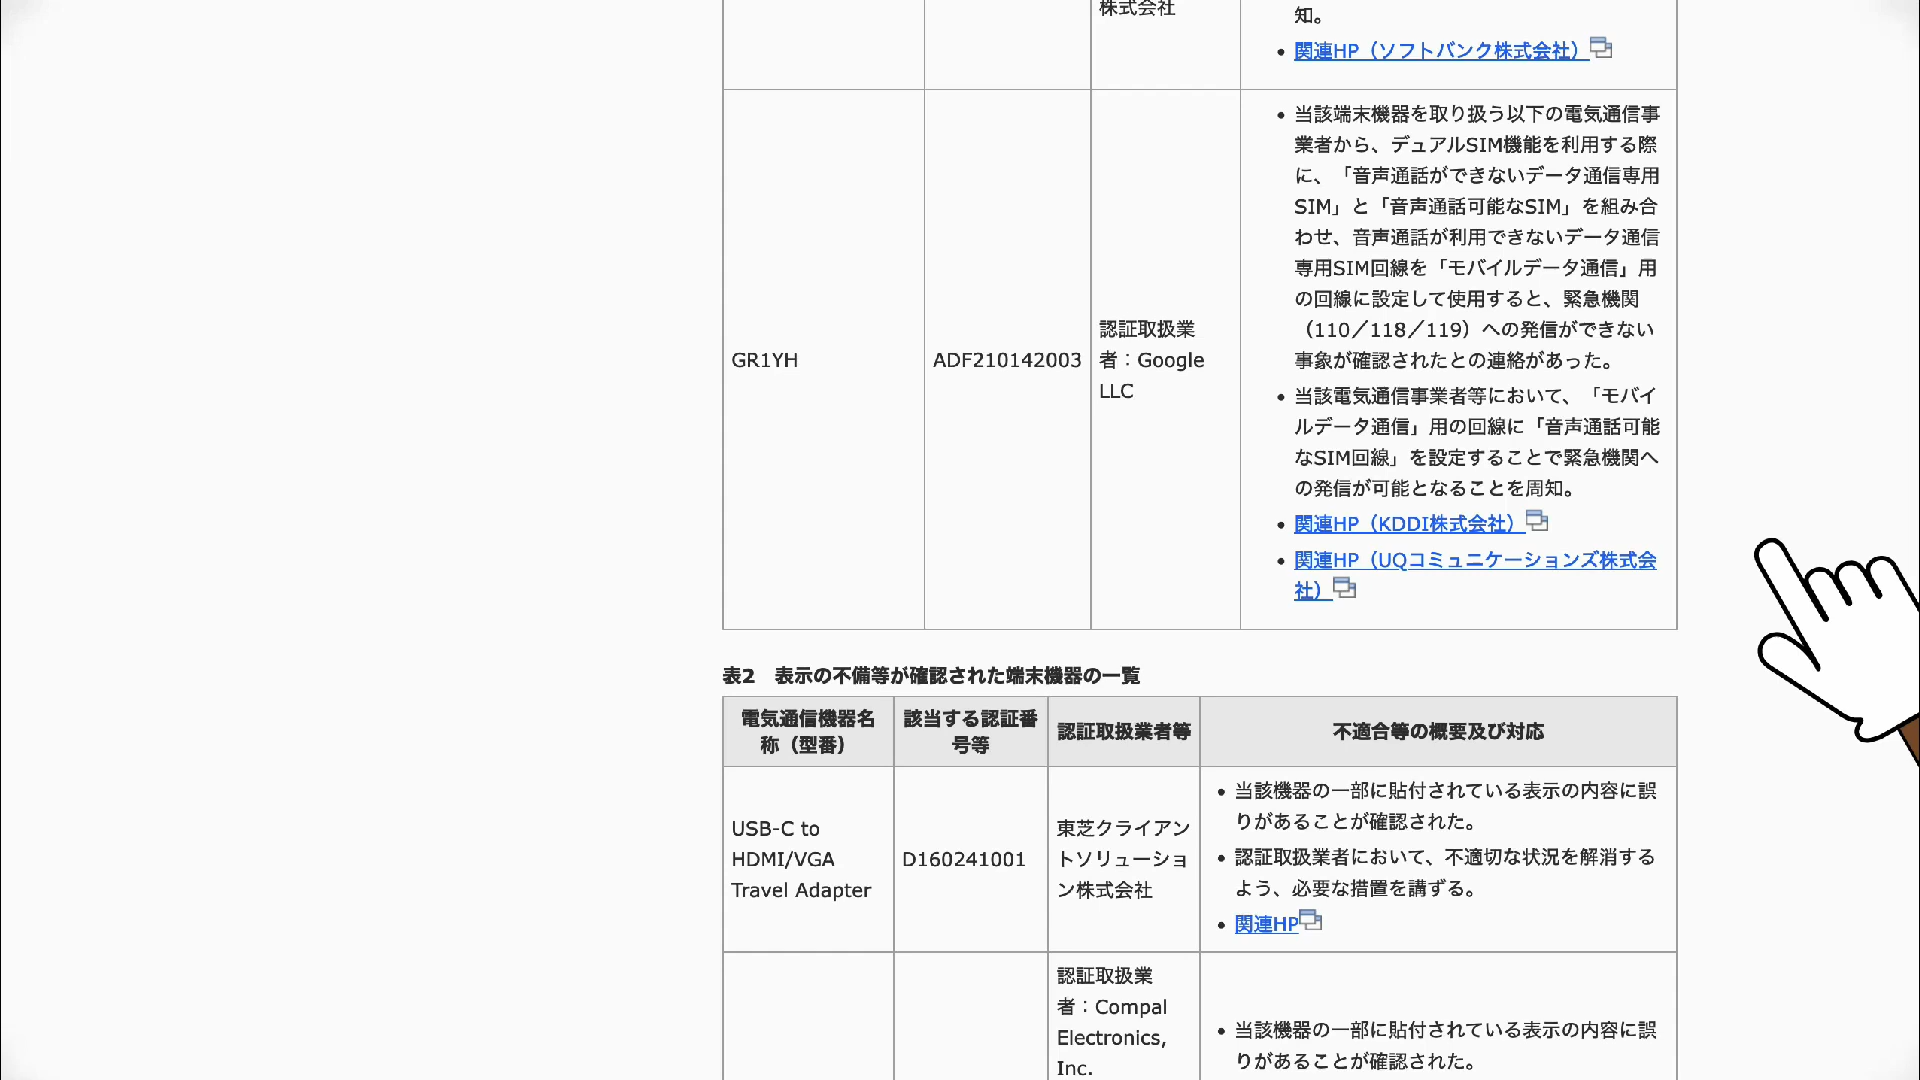 株式会社
知。
関連HP（ソフトバンク株式会社）
GR1YH
ADF210142003
認証取扱業
者：Google
LLC
当該端末機器を取り扱う以下の電気通信事
業者から、デュアルSIM機能を利用する際
に、「音声通話ができないデータ通信専用
SIM」と「音声通話可能なSIM」を組み合
わせ、音声通話が利用できないデータ通信
専用SIM回線を「モバイルデータ通信」用
の回線に設定して使用すると、緊急機関
（110／118／119）への発信ができない
事象が確認されたとの連絡があった。
当該電気通信事業者等において、「モバイ
ルデータ通信」用の回線に「音声通話可能
なSIM回線」を設定することで緊急機関へ
の発信が可能となることを周知。
関連HP（KDDI株式会社）
関連HP（UQコミュニケーションズ株式会
社）
表2　表示の不備等が確認された端末機器の一覧
電気通信機器名
称（型番）
該当する認証番
号等
認証取扱業者等
不適合等の概要及び対応
USB-C to
HDMI/VGA
Travel Adapter
D160241001
東芝クライアン
トソリューショ
ン株式会社
当該機器の一部に貼付されている表示の内容に誤
りがあることが確認された。
認証取扱業者において、不適切な状況を解消する
よう、必要な措置を講ずる。
関連HP
認証取扱業
者：Compal
Electronics,
Inc.
当該機器の一部に貼付されている表示の内容に誤
りがあることが確認された。